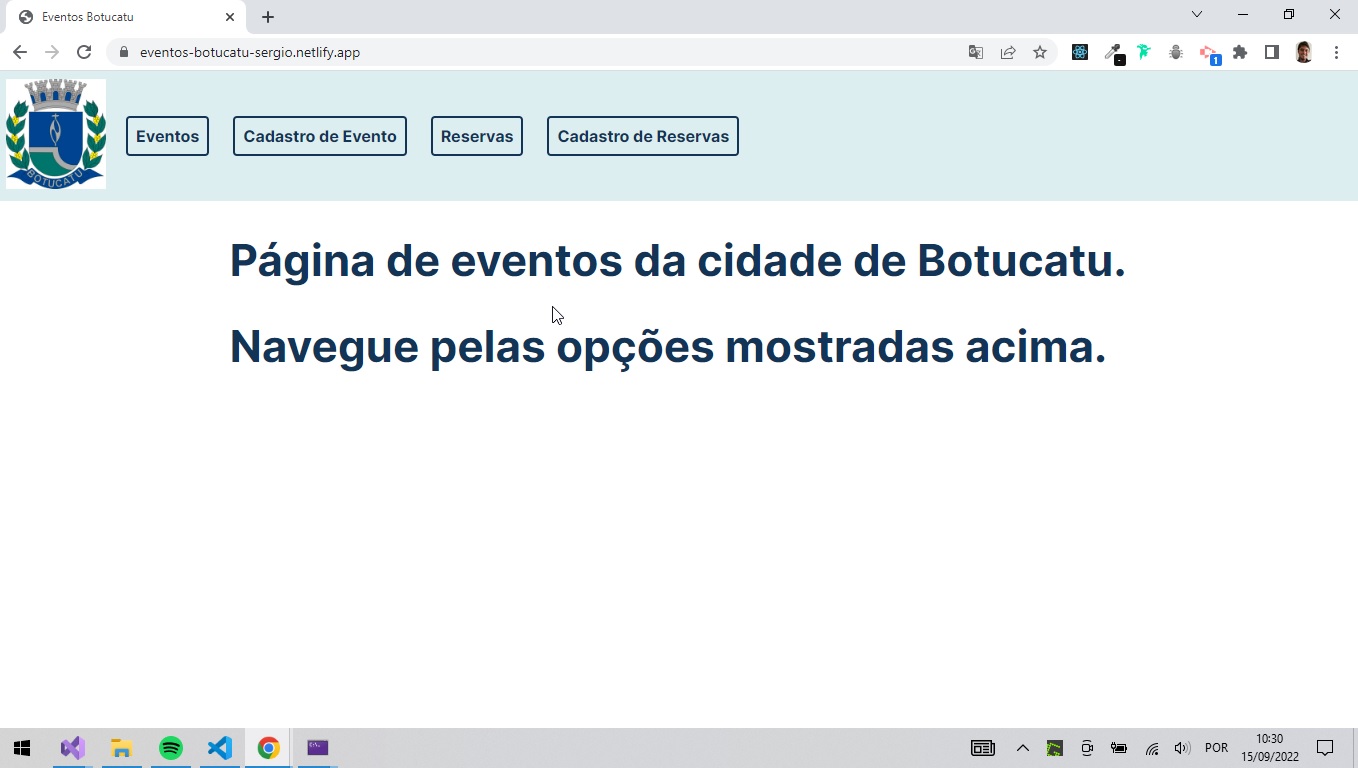 Eventos Botucatu
eventos-botucatu-sergio.netlify.app
1
BOTUCATU
Eventos
Cadastro de Evento
Reservas
Cadastro de Reservas
Página de eventos da cidade de Botucatu.
Navegue pelas opções mostradas acima.
POR
10:30
15/09/2022